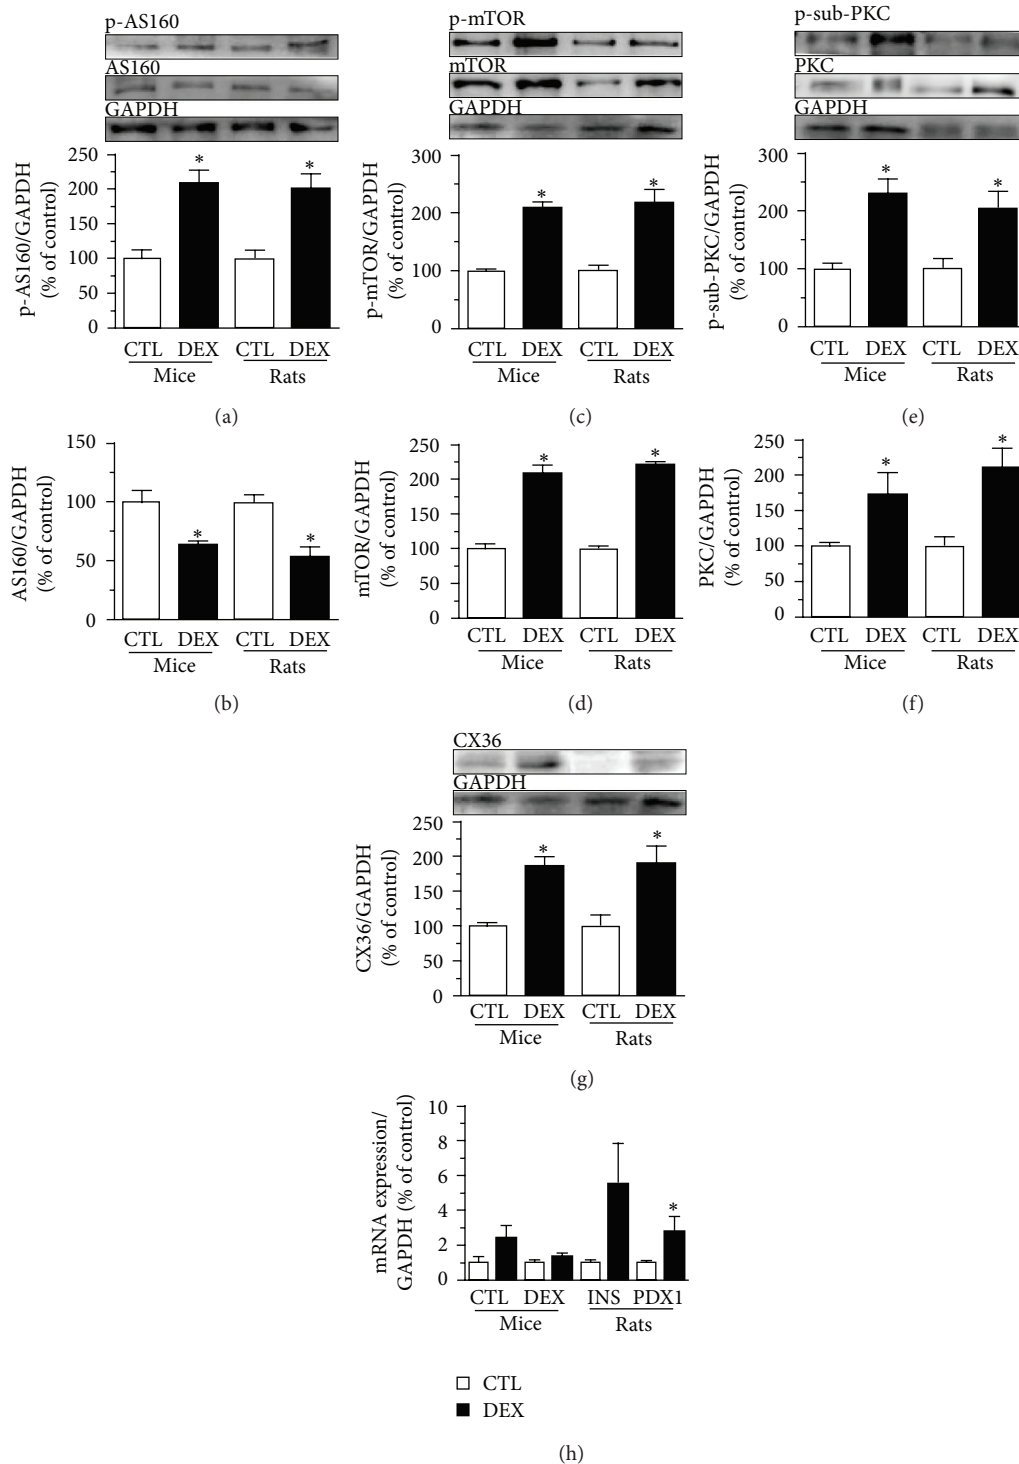 p-AS160
AS160
GAPDH
p-AS160/GAPDH
(% of control)
250
200
150
100
50
0
*
*
CTL DEX CTL DEX
Mice Rats
(a)
p-mTOR
mTOR
GAPDH
p-mTOR/GAPDH
(% of control)
300
200
100
0
*
*
CTL DEX CTL DEX
Mice Rats
(c)
p-sub-PKC
PKC
GAPDH
p-sub-PKC/GAPDH
(% of control)
300
200
100
0
*
*
CTL DEX CTL DEX
Mice Rats
(e)
AS160/GAPDH
(% of control)
150
100
50
0
*
*
CTL DEX CTL DEX
Mice Rats
(b)
mTOR/GAPDH
(% of control)
250
200
150
100
50
0
*
*
CTL DEX CTL DEX
Mice Rats
(d)
PKC/GAPDH
(% of control)
250
200
150
100
50
0
*
*
CTL DEX CTL DEX
Mice Rats
(f)
CX36
GAPDH
CX36/GAPDH
(% of control)
250
200
150
100
50
0
*
*
CTL DEX CTL DEX
Mice Rats
(g)
mRNA expression/
GAPDH (% of control)
10
8
6
4
2
0
*
CTL DEX INS PDX1
Mice Rats
CTL
DEX
(h)